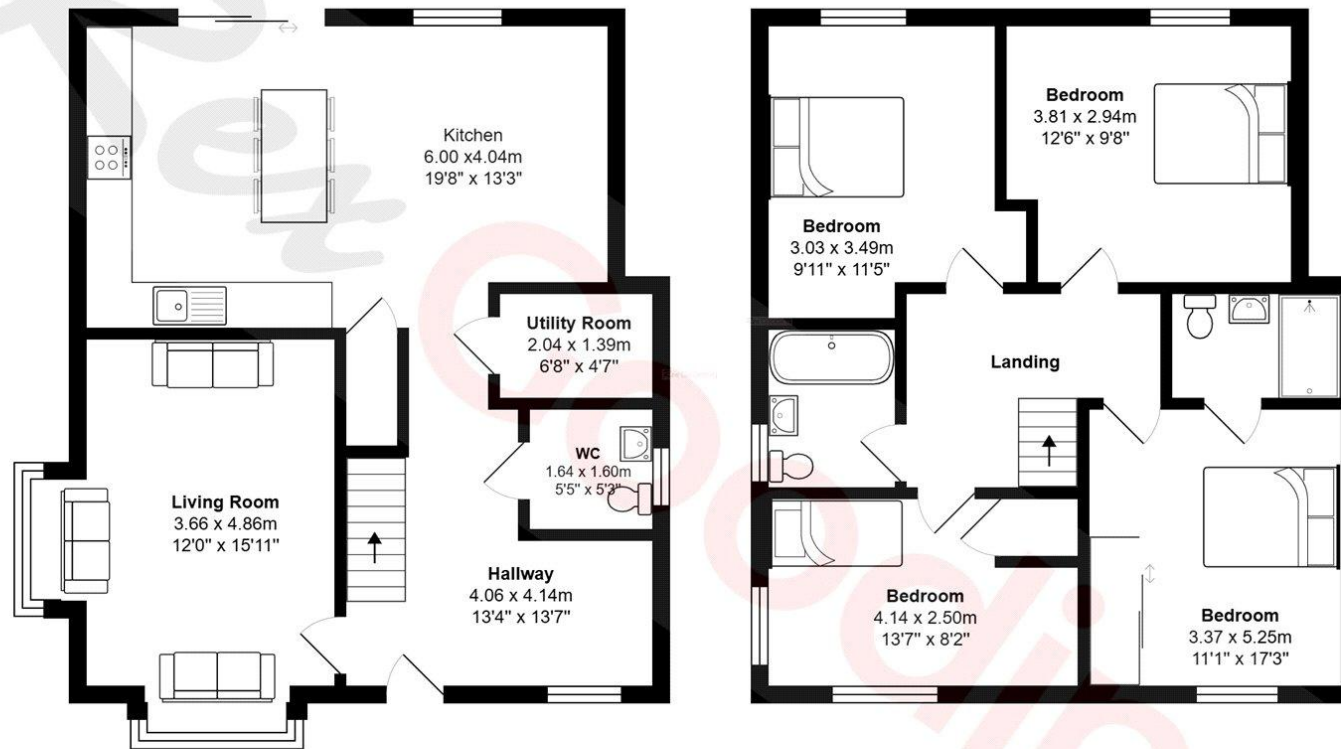 Kitchen
6.00 x4.04m
19'8" x 13'3"
Utility Room
2.04 x 1.39m
6'8" x 4'7"
WC
1.64 x 1.60m
5'5" x 5'3"
Living Room
3.66 x 4.86m
12'0" x 15'11"
Hallway
4.06 x 4.14m
13'4" x 13'7"
Bedroom
3.03 x 3.49m
9'11" x 11'5"
Bedroom
3.81 x 2.94m
12'6" x 9'8"
Landing
Bedroom
4.14 x 2.50m
13'7" x 8'2"
Bedroom
3.37 x 5.25m
11'1" x 17'3"